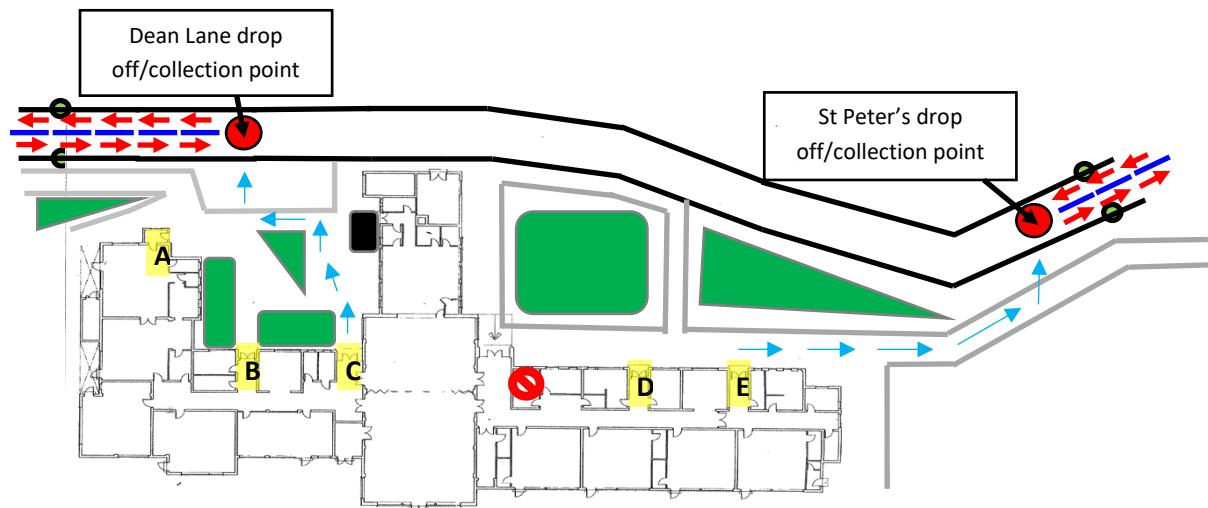 Dean Lane drop
off/collection point
St Peter’s drop
off/collection point
A
B
C
D
E